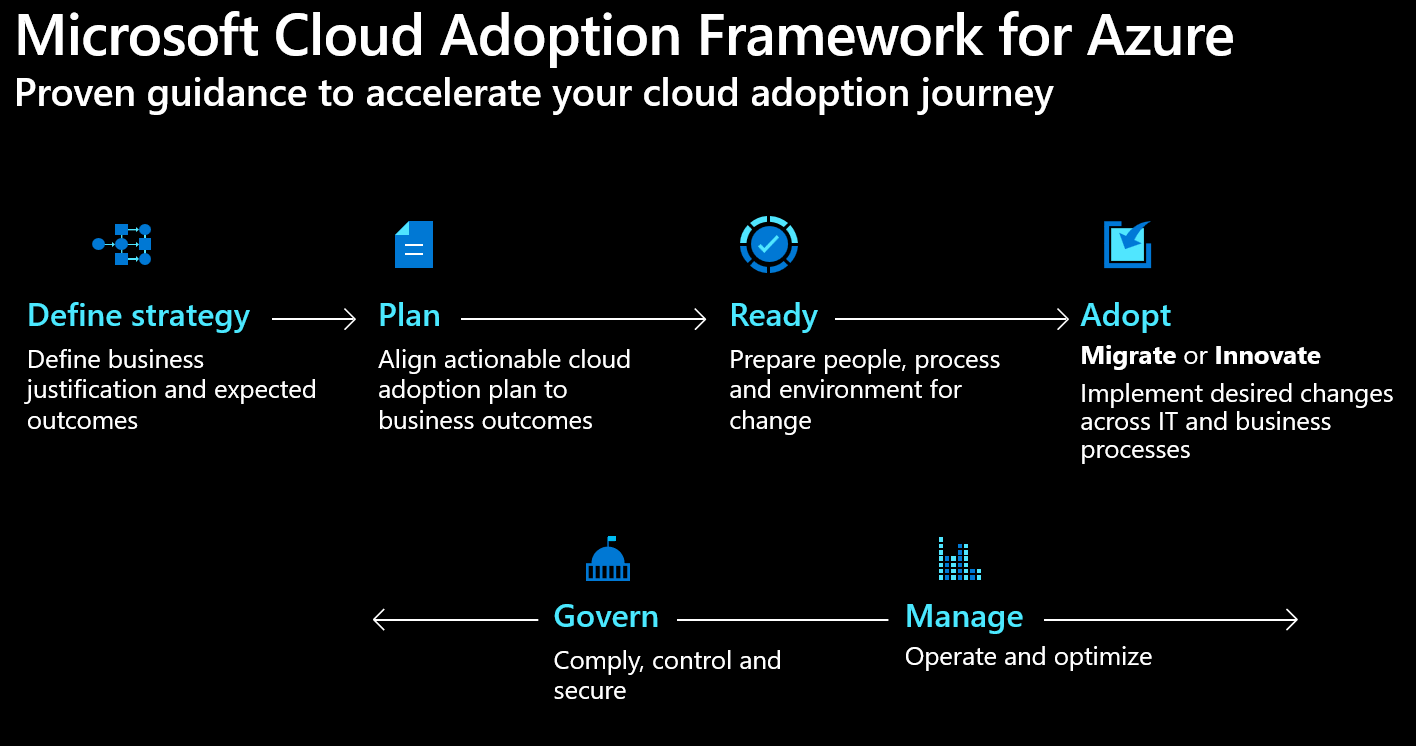 Microsoft Cloud Adoption Framework for Azure
Proven guidance to accelerate your cloud adoption journey
Define strategy
Define business
justification and expected
outcomes
Plan
Align actionable cloud
adoption plan to
business outcomes
Ready
Prepare people, process
and environment for
change
Adopt
Migrate or Innovate
Implement desired changes
across IT and business
processes
Govern
Comply, control and
secure
Manage
Operate and optimize